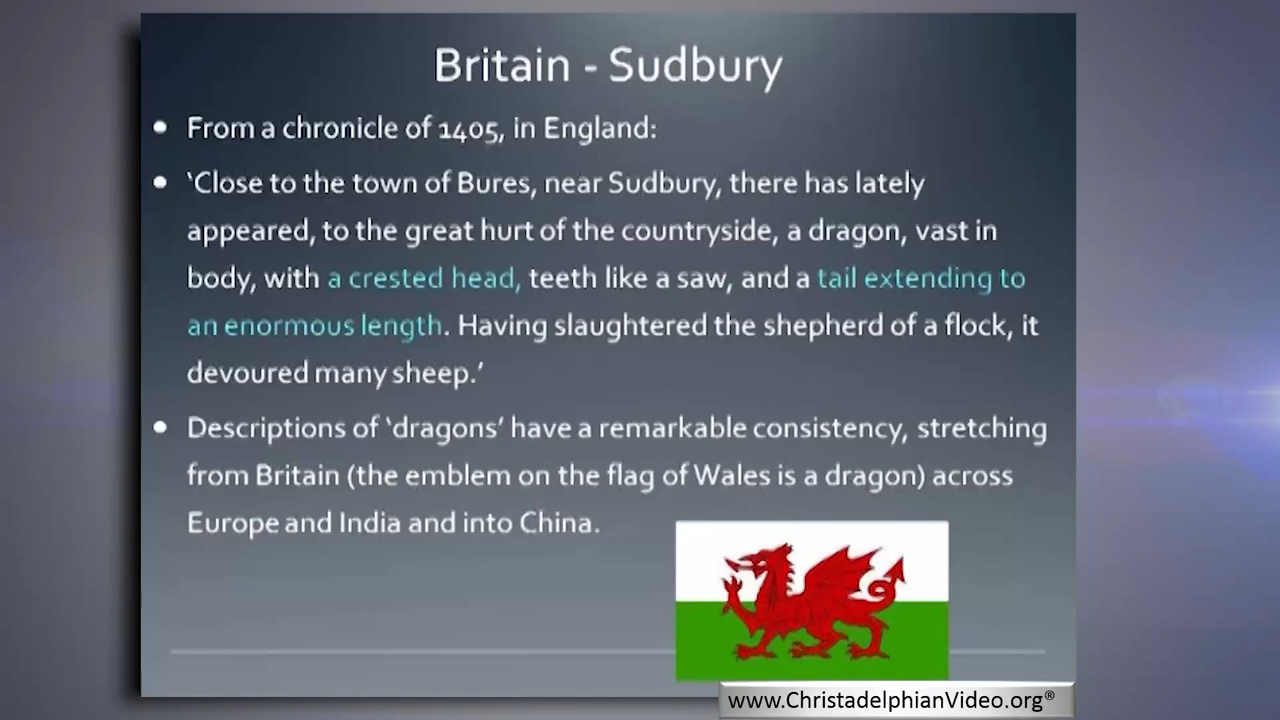 Britain - Sudbury
• From a chronicle of 1405, in England:
• ‘Close to the town of Bures, near Sudbury, there has lately
appeared, to the great hurt of the countryside, a dragon, vast in
body, with a crested head, teeth like a saw, and a tail extending to
an enormous length. Having slaughtered the shepherd of a flock, it
devoured many sheep.’
• Descriptions of ‘dragons’ have a remarkable consistency, stretching
from Britain (the emblem on the flag of Wales is a dragon) across
Europe and India and into China.
www.ChristadelphianVideo.org®